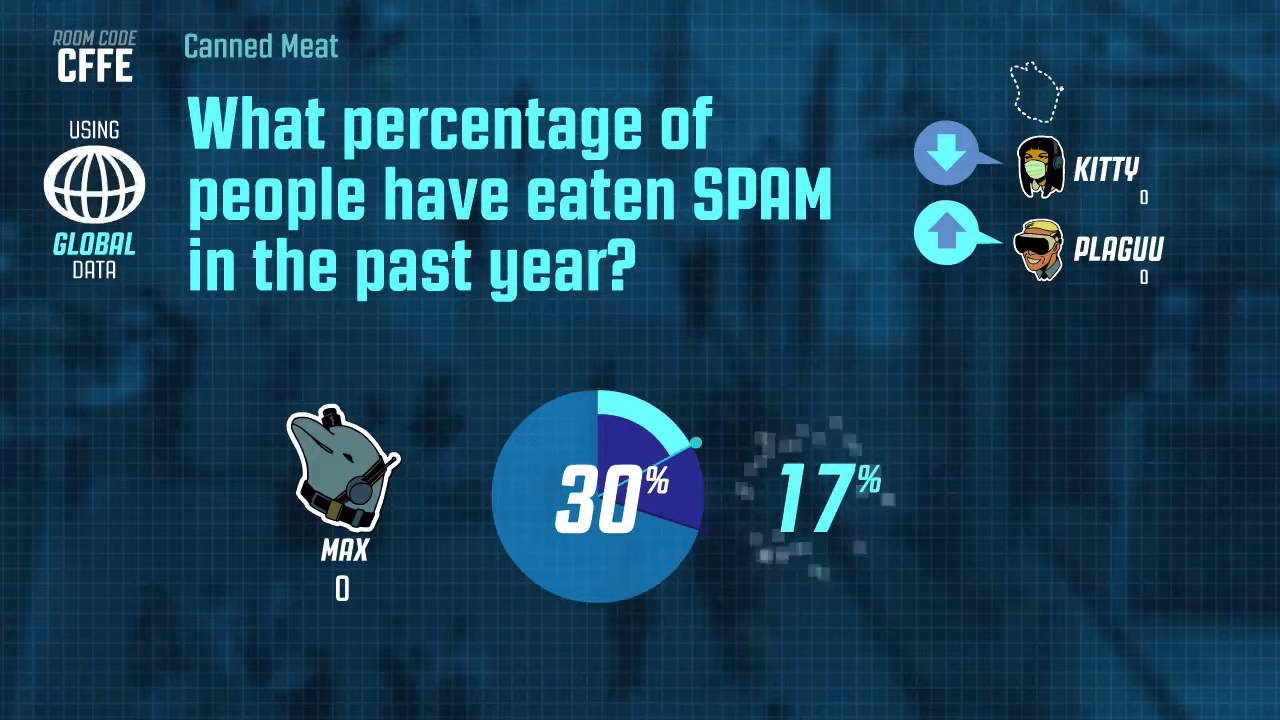 ROOM CODE
CFFE
Canned Meat
What percentage of
people have eaten SPAM
in the past year?
USING
GLOBAL
DATA
KITTY
0
PLAGUU
0
MAX
0
30%
17%